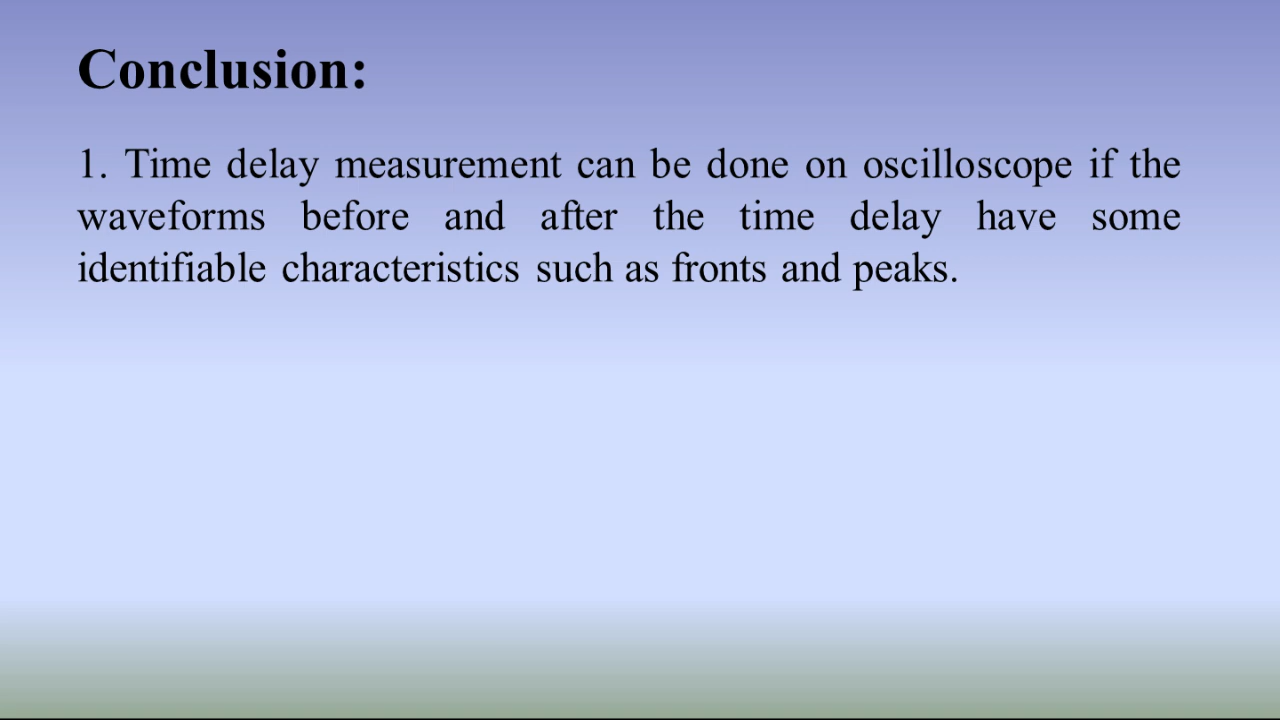 Conclusion:
1. Time delay measurement can be done on oscilloscope if the
waveforms before and after the time delay have some
identifiable characteristics such as fronts and peaks.